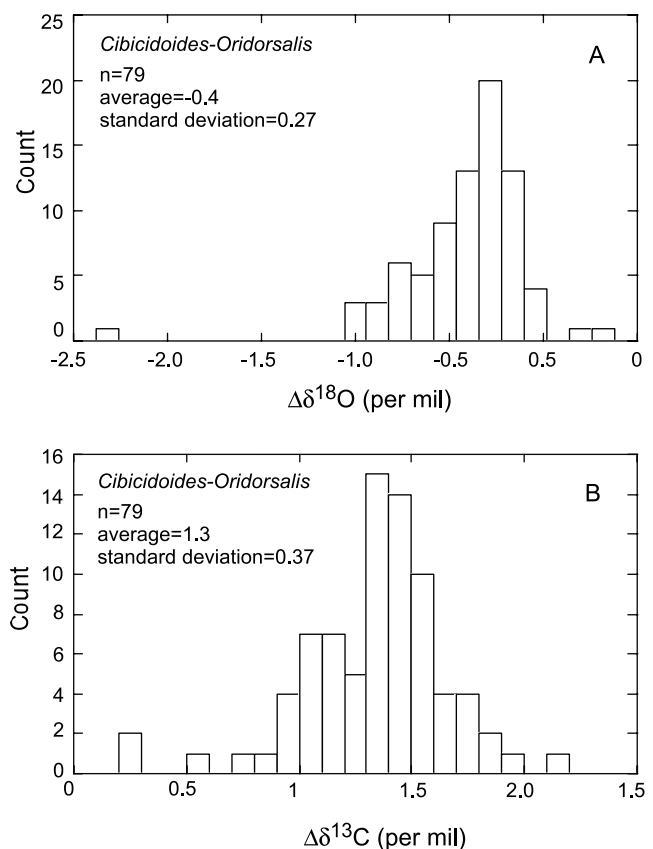 25
20
15
10
5
0
Count
Cibicidoides-Oridorsalis
n=79
average=-0.4
standard deviation=0.27
A
-2.5 -2.0 -1.5 -1.0 -0.5 0.5 0
Δδ¹⁸O (per mil)
16
14
12
10
8
6
4
2
0
Count
Cibicidoides-Oridorsalis
n=79
average=1.3
standard deviation=0.37
B
0 0.5 1 1.5 2.0 1.5
Δδ¹³C (per mil)